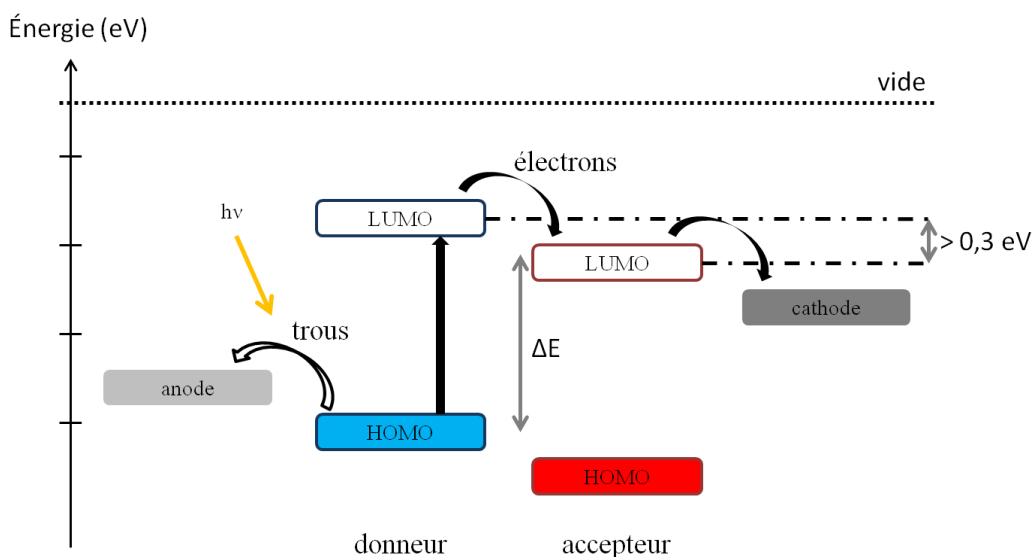 Énergie (eV)
vide
électrons
hν
LUMO
> 0,3 eV
LUMO
cathode
trous
ΔE
anode
HOMO
HOMO
donneur
accepteur